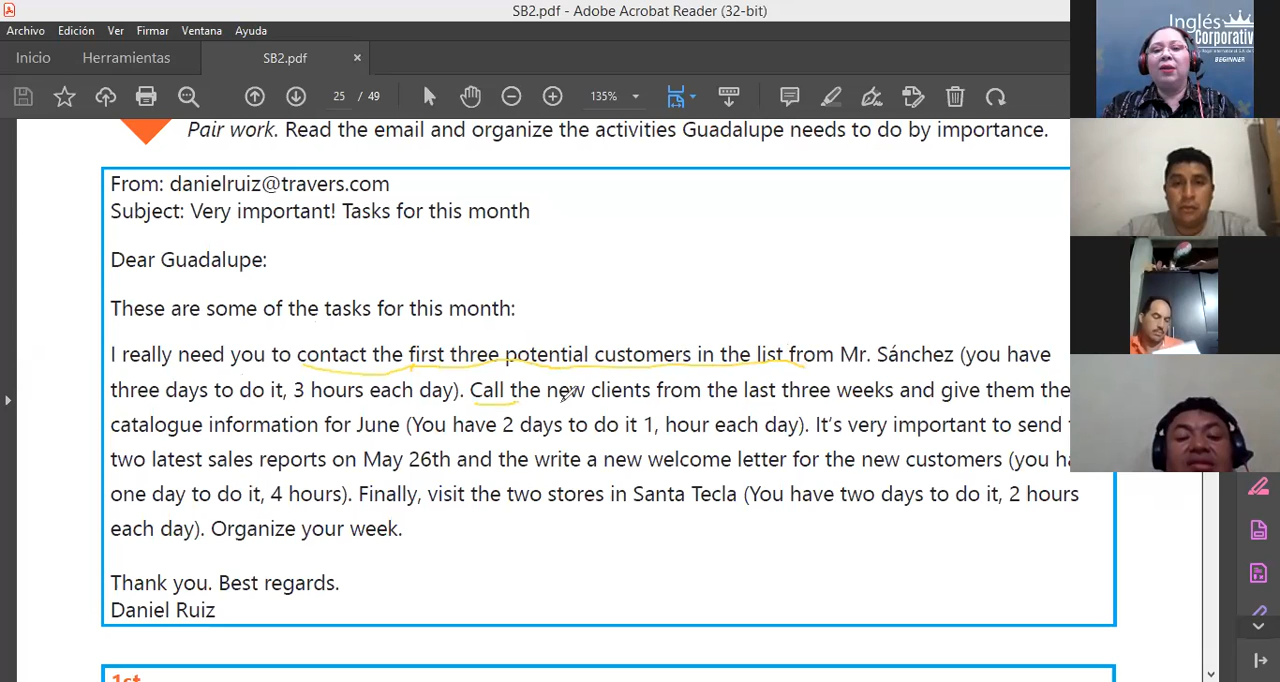 SB2.pdf - Adobe Acrobat Reader (32-bit)
Archivo Edición Ver Firmar Ventana Ayuda
Inicio Herramientas SB2.pdf ×
25 / 49 135%
Pair work. Read the email and organize the activities Guadalupe needs to do by importance.
From: danielruiz@travers.com
Subject: Very important! Tasks for this month
Dear Guadalupe:
These are some of the tasks for this month:
I really need you to contact the first three potential customers in the list from Mr. Sánchez (you have
three days to do it, 3 hours each day). Call the new clients from the last three weeks and give them the
catalogue information for June (You have 2 days to do it 1, hour each day). It's very important to send
two latest sales reports on May 26th and the write a new welcome letter for the new customers (you
one day to do it, 4 hours). Finally, visit the two stores in Santa Tecla (You have two days to do it, 2 hours
each day). Organize your week.
Thank you. Best regards.
Daniel Ruiz
1st
Inglés
Corporativ
BEGINNER